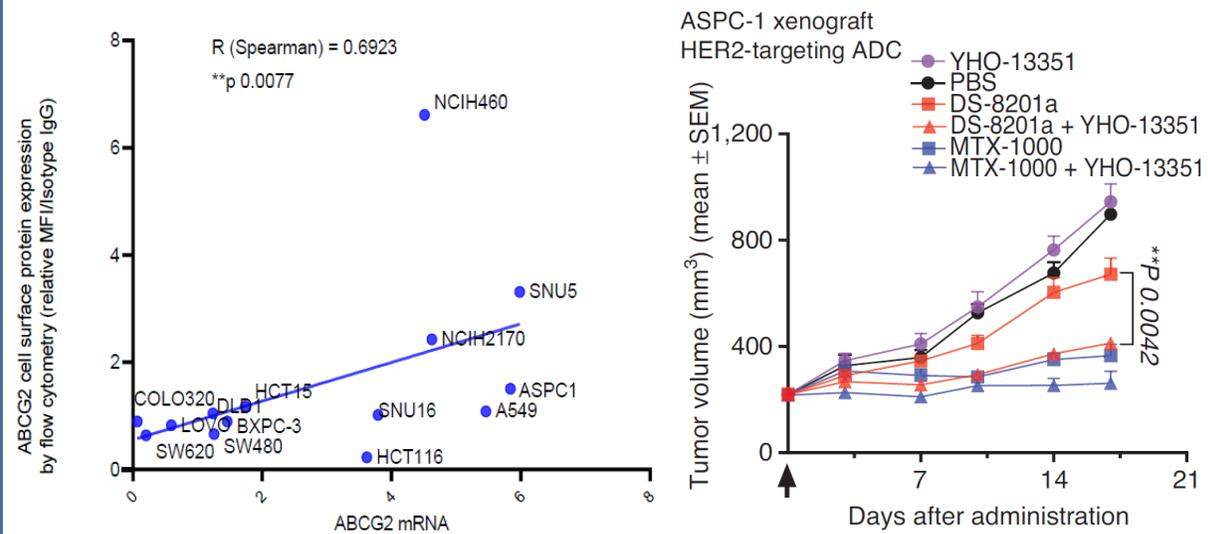 R (Spearman) = 0.6923
**p 0.0077
ABCG2 cell surface protein expression
by flow cytometry (relative MFI/Isotype IgG)
8
6
4
2
0
NCIH460
SNU5
NCIH2170
ASPC1
A549
SNU16
HCT116
HCT15
COLO320
DLD1
LOVO
BXPC-3
SW620
SW480
0
2
4
6
8
ABCG2 mRNA
ASPC-1 xenograft
HER2-targeting ADC
YHO-13351
PBS
DS-8201a
DS-8201a + YHO-13351
MTX-1000
MTX-1000 + YHO-13351
Tumor volume (mm³) (mean ± SEM)
1,200
800
400
0
**P 0.0042
7
14
21
Days after administration